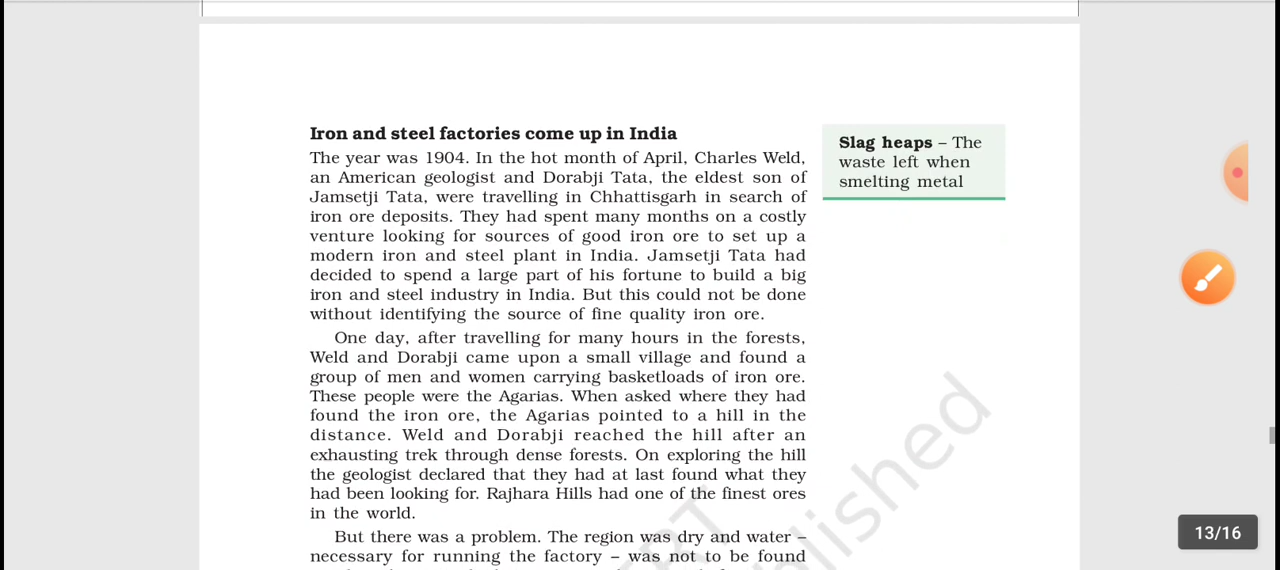 Iron and steel factories come up in India
The year was 1904. In the hot month of April, Charles Weld,
an American geologist and Dorabji Tata, the eldest son of
Jamsetji Tata, were travelling in Chhattisgarh in search of
iron ore deposits. They had spent many months on a costly
venture looking for sources of good iron ore to set up a
modern iron and steel plant in India. Jamsetji Tata had
decided to spend a large part of his fortune to build a big
iron and steel industry in India. But this could not be done
without identifying the source of fine quality iron ore.
One day, after travelling for many hours in the forests,
Weld and Dorabji came upon a small village and found a
group of men and women carrying basketloads of iron ore.
These people were the Agarias. When asked where they had
found the iron ore, the Agarias pointed to a hill in the
distance. Weld and Dorabji reached the hill after an
exhausting trek through dense forests. On exploring the hill
the geologist declared that they had at last found what they
had been looking for. Rajhara Hills had one of the finest ores
in the world.
But there was a problem. The region was dry and water –
necessary for running the factory – was not to be found
Slag heaps – The
waste left when
smelting metal
13/16